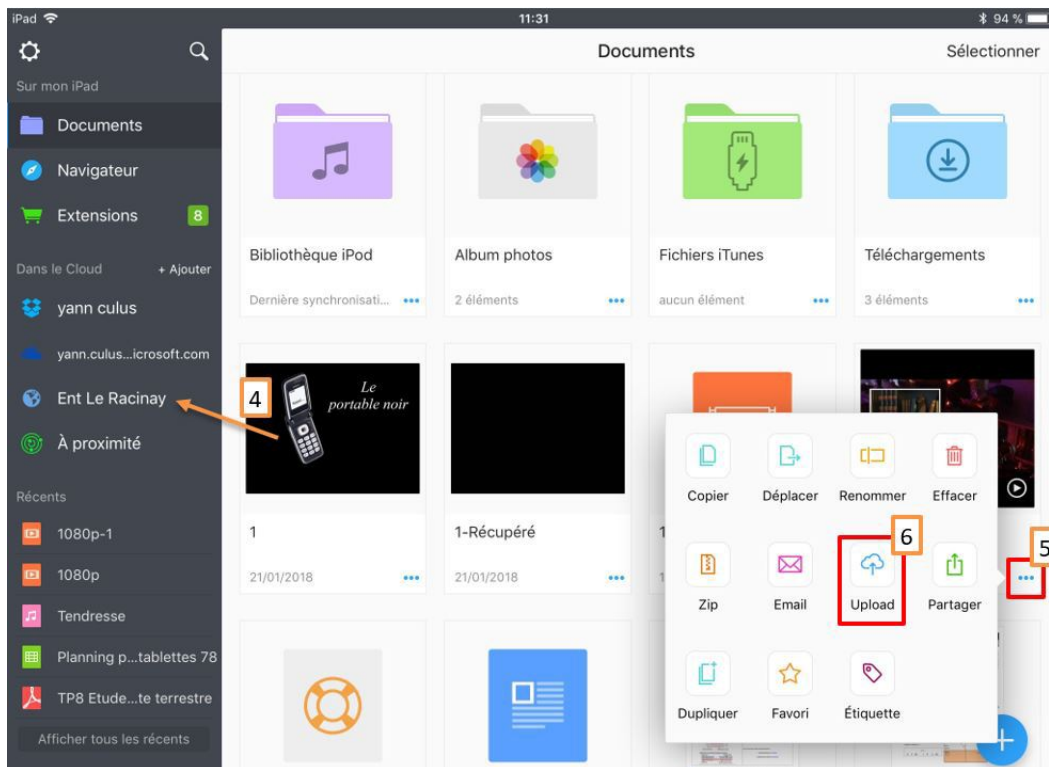 iPad 11:31 94 %
Documents
Sélectionner
Sur mon iPad
Documents
Navigateur
Extensions 8
Dans le Cloud + Ajouter
yann culus
yann.culus...icrosoft.com
Ent Le Racinay
À proximité
Récents
1080p-1
1080p
Tendresse
Planning p...tablettes 78
TP8 Etude...te terrestre
Afficher tous les récents
Bibliothèque iPod
Dernière synchronisati...
Album photos
2 éléments
Fichiers iTunes
aucun élément
Téléchargements
3 éléments
4
Le
portable noir
1
21/01/2018
1-Récupéré
21/01/2018
1
1
Copier Déplacer Renommer Effacer
6
5
Zip Email Upload Partager
Dupliquer Favori Étiquette